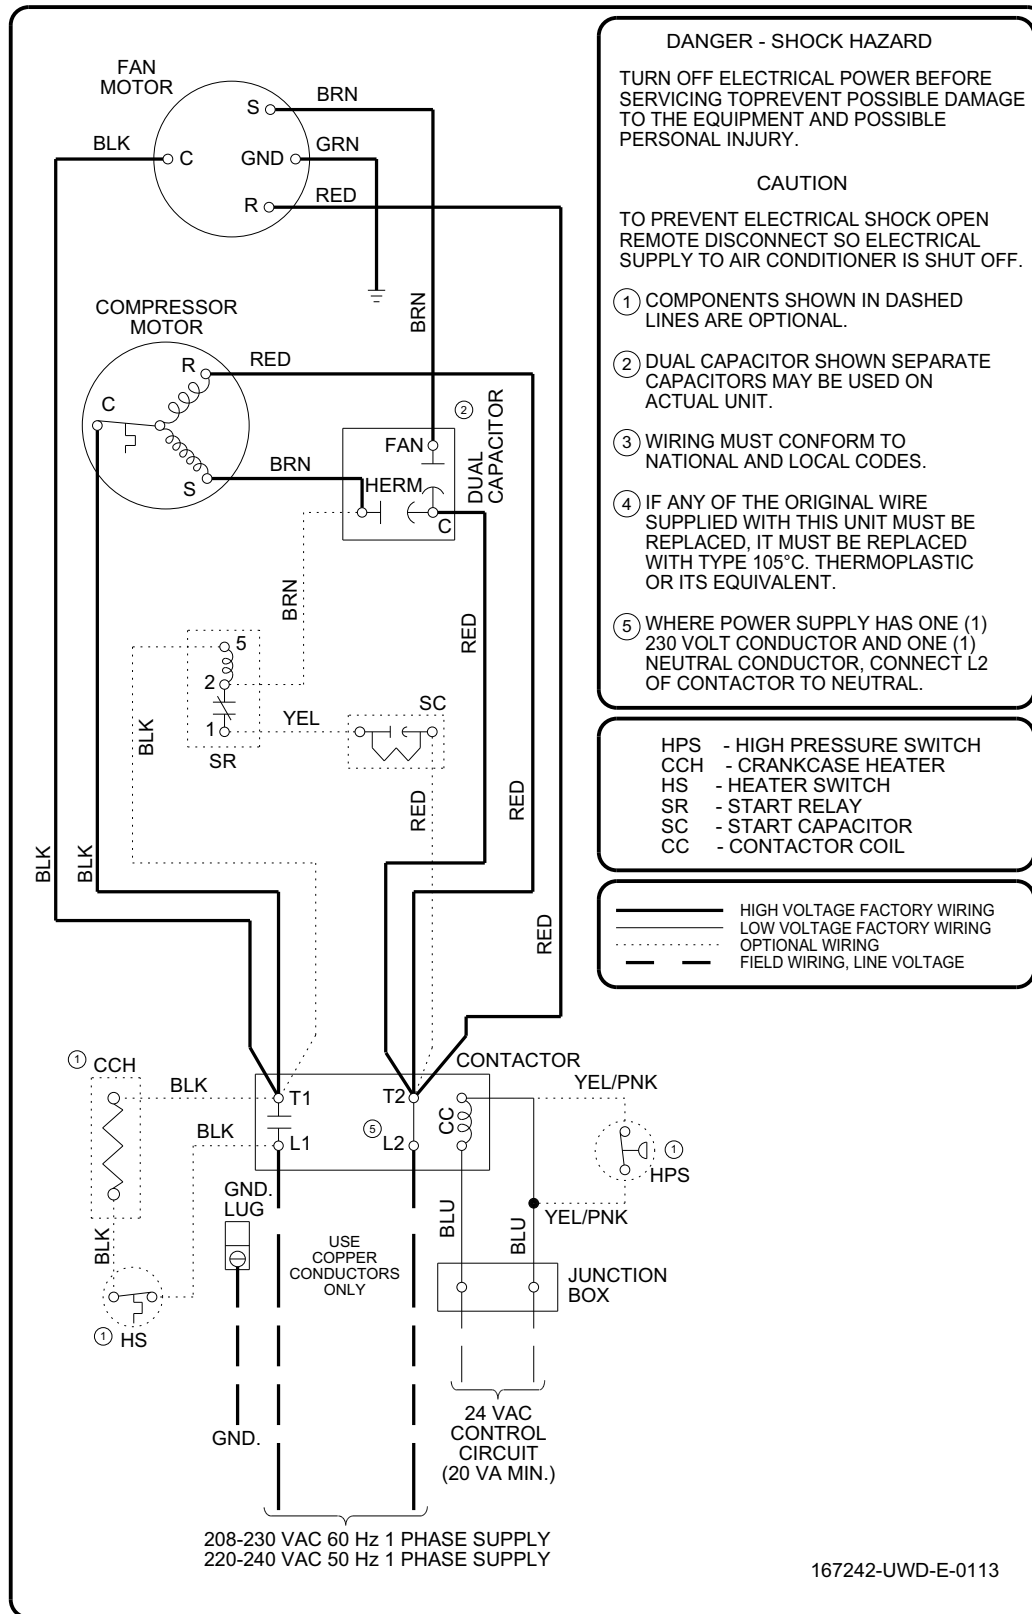 FAN
MOTOR
S
BRN
BLK
C
GND
GRN
R
RED
BRN
COMPRESSOR
MOTOR
R
RED
C
S
BRN
2
FAN
HERM
C
DUAL
CAPACITOR
BRN
RED
5
2
1
SR
YEL
SC
BLK
RED
RED
BLK
BLK
RED
1
CCH
BLK
BLK
BLK
1
HS
CONTACTOR
T1
T2
L1
5
L2
CC
YEL/PNK
1
HPS
YEL/PNK
GND.
LUG
USE
COPPER
CONDUCTORS
ONLY
BLU
BLU
JUNCTION
BOX
GND.
24 VAC
CONTROL
CIRCUIT
(20 VA MIN.)
208-230 VAC 60 Hz 1 PHASE SUPPLY
220-240 VAC 50 Hz 1 PHASE SUPPLY
DANGER - SHOCK HAZARD
TURN OFF ELECTRICAL POWER BEFORE
SERVICING TOPREVENT POSSIBLE DAMAGE
TO THE EQUIPMENT AND POSSIBLE
PERSONAL INJURY.
CAUTION
TO PREVENT ELECTRICAL SHOCK OPEN
REMOTE DISCONNECT SO ELECTRICAL
SUPPLY TO AIR CONDITIONER IS SHUT OFF.
1 COMPONENTS SHOWN IN DASHED
LINES ARE OPTIONAL.
2 DUAL CAPACITOR SHOWN SEPARATE
CAPACITORS MAY BE USED ON
ACTUAL UNIT.
3 WIRING MUST CONFORM TO
NATIONAL AND LOCAL CODES.
4 IF ANY OF THE ORIGINAL WIRE
SUPPLIED WITH THIS UNIT MUST BE
REPLACED, IT MUST BE REPLACED
WITH TYPE 105°C. THERMOPLASTIC
OR ITS EQUIVALENT.
5 WHERE POWER SUPPLY HAS ONE (1)
230 VOLT CONDUCTOR AND ONE (1)
NEUTRAL CONDUCTOR, CONNECT L2
OF CONTACTOR TO NEUTRAL.
HPS - HIGH PRESSURE SWITCH
CCH - CRANKCASE HEATER
HS - HEATER SWITCH
SR - START RELAY
SC - START CAPACITOR
CC - CONTACTOR COIL
HIGH VOLTAGE FACTORY WIRING
LOW VOLTAGE FACTORY WIRING
OPTIONAL WIRING
FIELD WIRING, LINE VOLTAGE
167242-UWD-E-0113